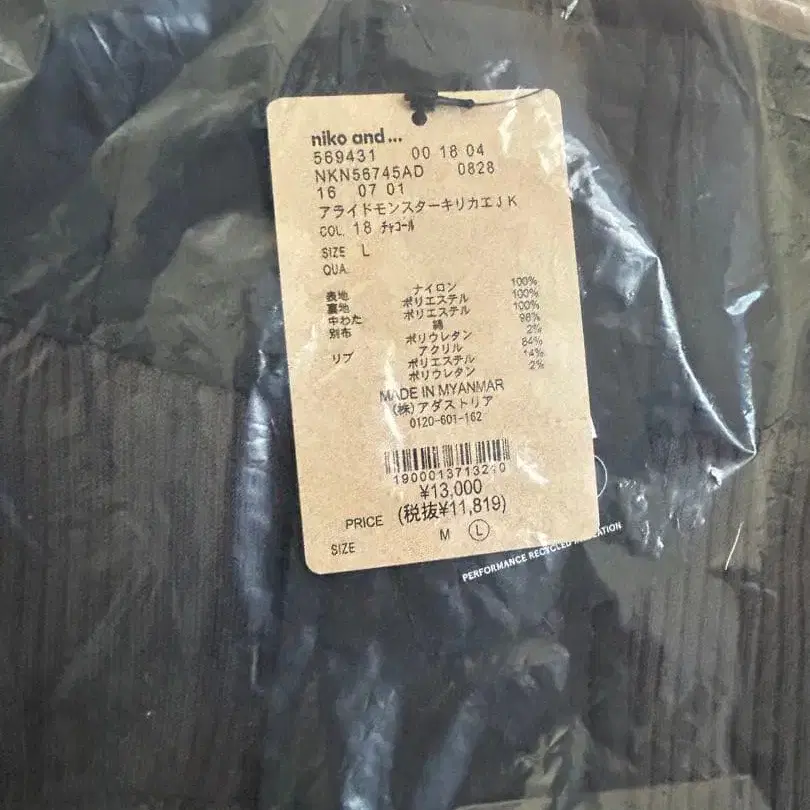 niko and...
569431 00 18 04
NKN56745AD 0828
16 07 01
アライドモンスターキリカエJK
COL. 18 チャコール
SIZE L
QUA.
表地 ナイロン 100%
裏地 ポリエステル 100%
中わた ポリエステル 100%
別布 綿 98%
ポリウレタン 2%
リブ アクリル 84%
ポリエステル 14%
ポリウレタン 2%
MADE IN MYANMAR
(株)アダストリア
0120-601-162
1900013713210
¥13,000
PRICE (税抜¥11,819)
SIZE M L
PERFORMANCE RECYCLED